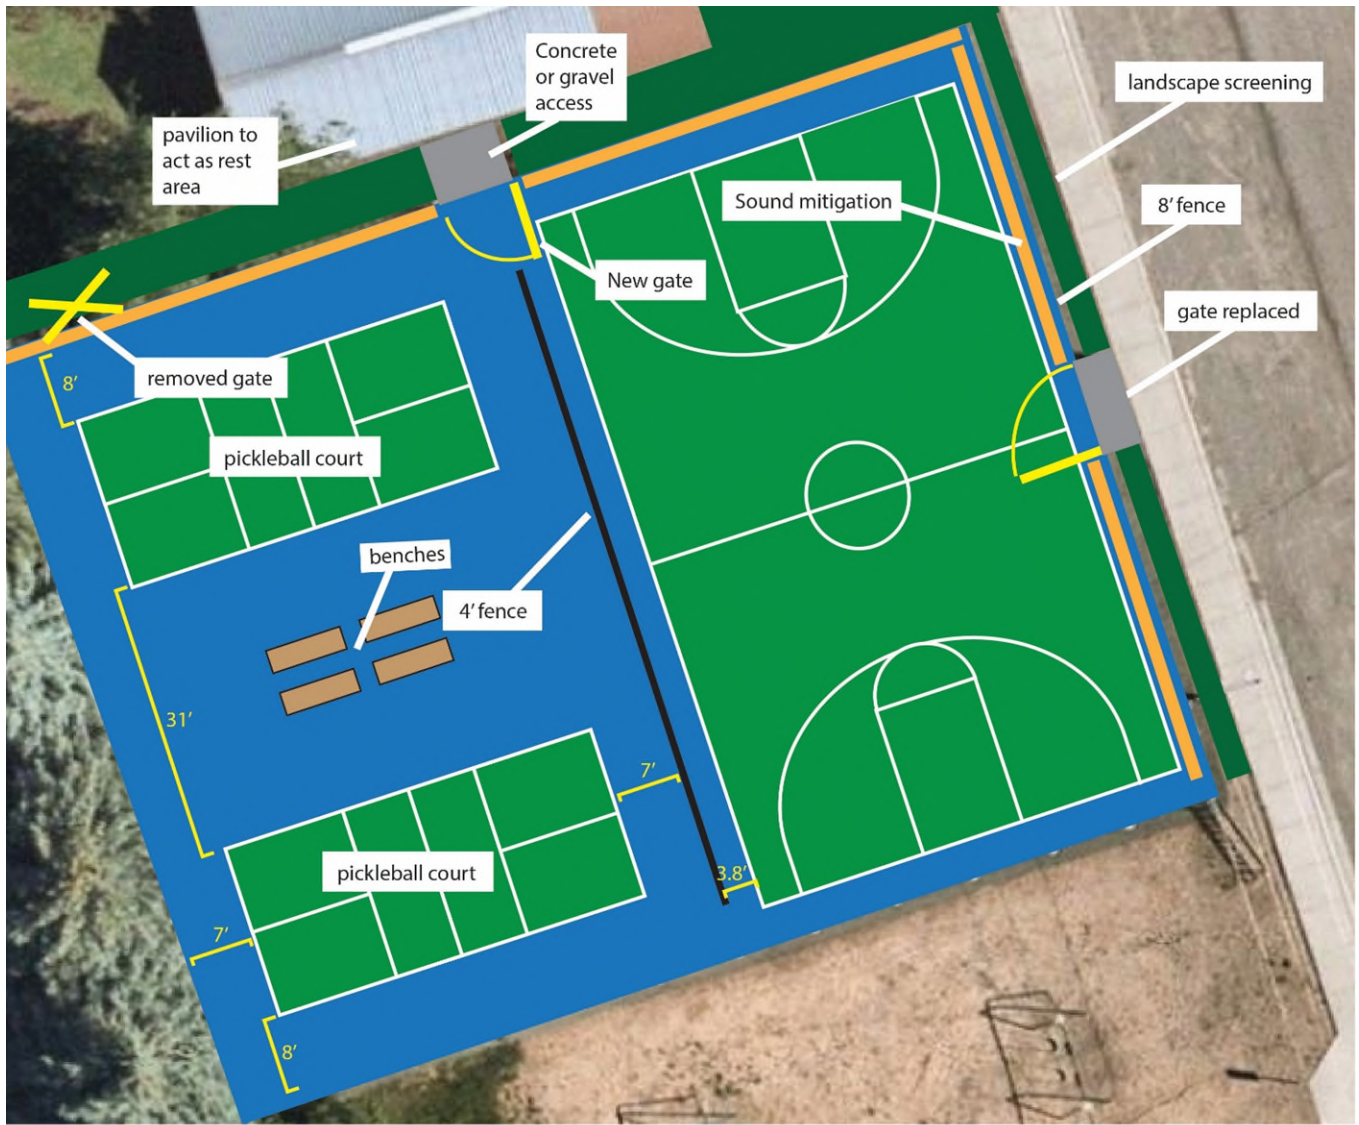 Concrete
or gravel
access
landscape screening
pavilion to
act as rest
area
Sound mitigation
8' fence
New gate
gate replaced
8'
removed gate
pickleball court
benches
4' fence
31'
7'
pickleball court
3.8'
7'
8'